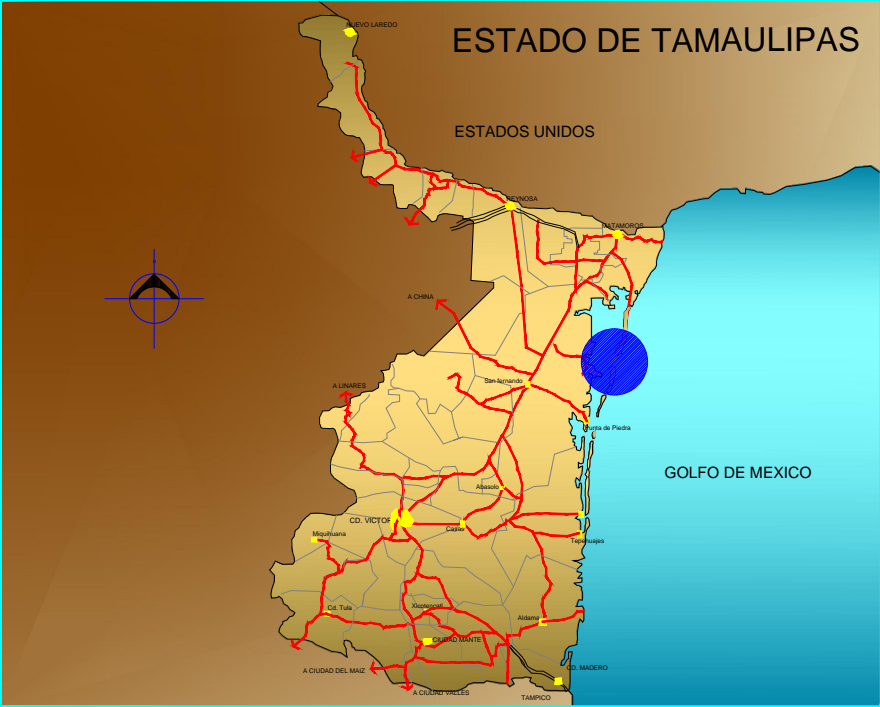 NUEVO LAREDO
ESTADO DE TAMAULIPAS
ESTADOS UNIDOS
REYNOSA
MATAMOROS
A CHINA
San fernando
A LINARES
Punta de Piedra
GOLFO DE MEXICO
Abasolo
CD. VICTOR
Casas
Miquihuana
Tepehuajes
Cd. Tula
Xicotencatl
Aldama
CIUDAD MANTE
A CIUDAD DEL MAIZ
CD. MADERO
A CIUDAD VALLES
TAMPICO